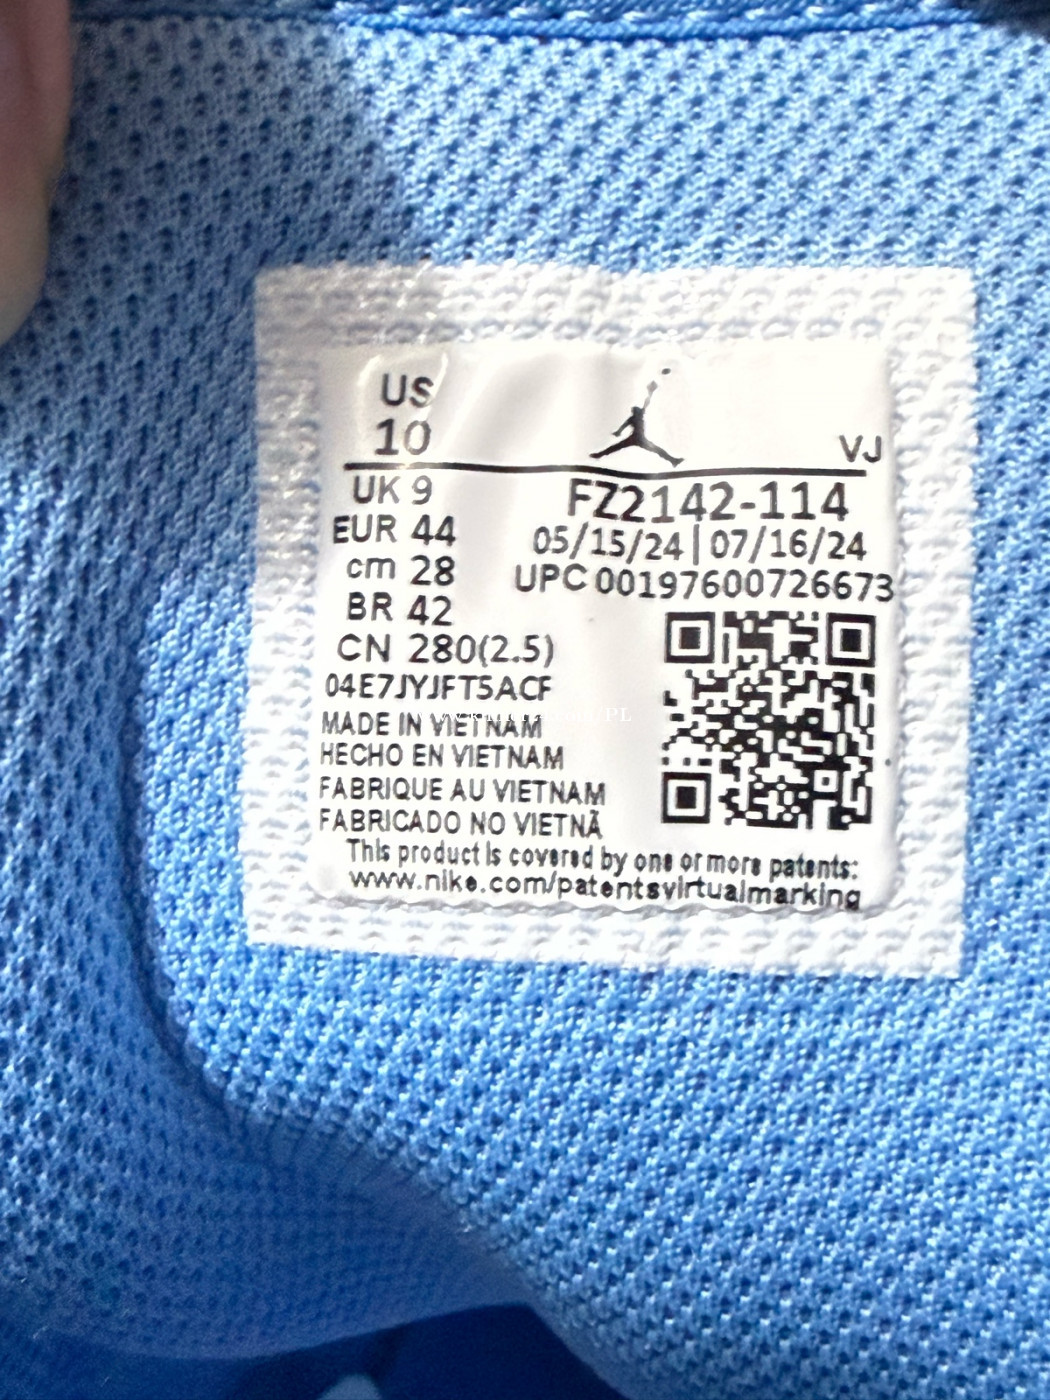 US
10
VJ
UK 9
FZ2142-114
EUR 44
05/15/24|07/16/24
cm 28
UPC 00197600726673
BR 42
CN 280(2.5)
04E7JYJFT5ACF
MADE IN VIETNAM
HECHO EN VIETNAM
FABRIQUE AU VIETNAM
FABRICADO NO VIETNÃ
This product is covered by one or more patents:
www.nike.com/patentsvirtualmarking